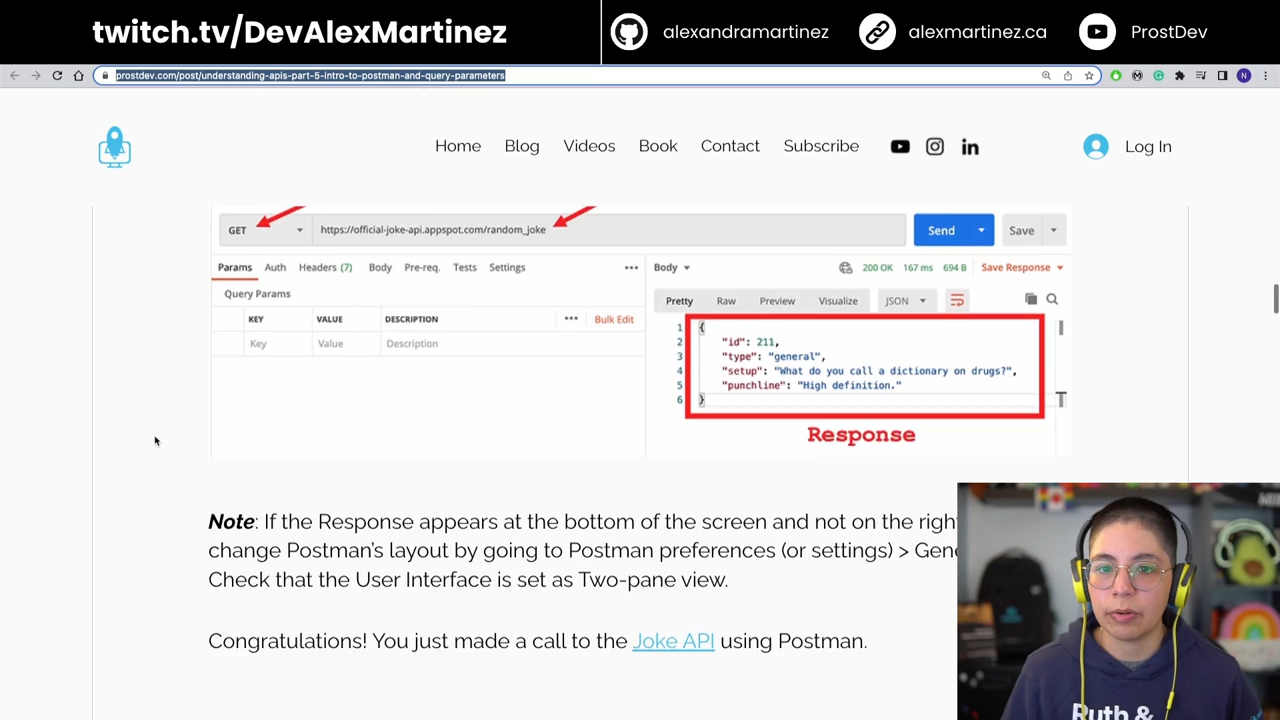 twitch.tv/DevAlexMartinez
alexandramartinez
alexmartinez.ca
ProstDev
prostdev.com/post/understanding-apis-part-5-intro-to-postman-and-query-parameters
N
Home Blog Videos Book Contact Subscribe
Log In
GET https://official-joke-api.appspot.com/random_joke Send Save
Params Auth Headers (7) Body Pre-req. Tests Settings
Body 200 OK 167 ms 694 B Save Response
Query Params
Pretty Raw Preview Visualize JSON
KEY VALUE DESCRIPTION Bulk Edit
Key Value Description
1 {
2 "id": 211,
3 "type": "general",
4 "setup": "What do you call a dictionary on drugs?",
5 "punchline": "High definition."
6 }
Response
Note: If the Response appears at the bottom of the screen and not on the right
change Postman's layout by going to Postman preferences (or settings) > Gene
Check that the User Interface is set as Two-pane view.
Congratulations! You just made a call to the Joke API using Postman.
Ruth &